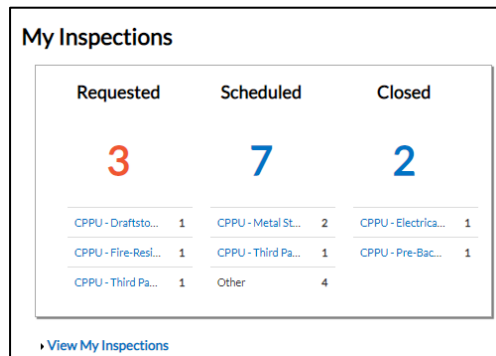 My Inspections
Requested Scheduled Closed
3 7 2
CPPU - Draftsto... 1 CPPU - Metal St... 2 CPPU - Electrica... 1
CPPU - Fire-Resi... 1 CPPU - Third Pa... 1 CPPU - Pre-Bac... 1
CPPU - Third Pa... 1 Other 4
View My Inspections